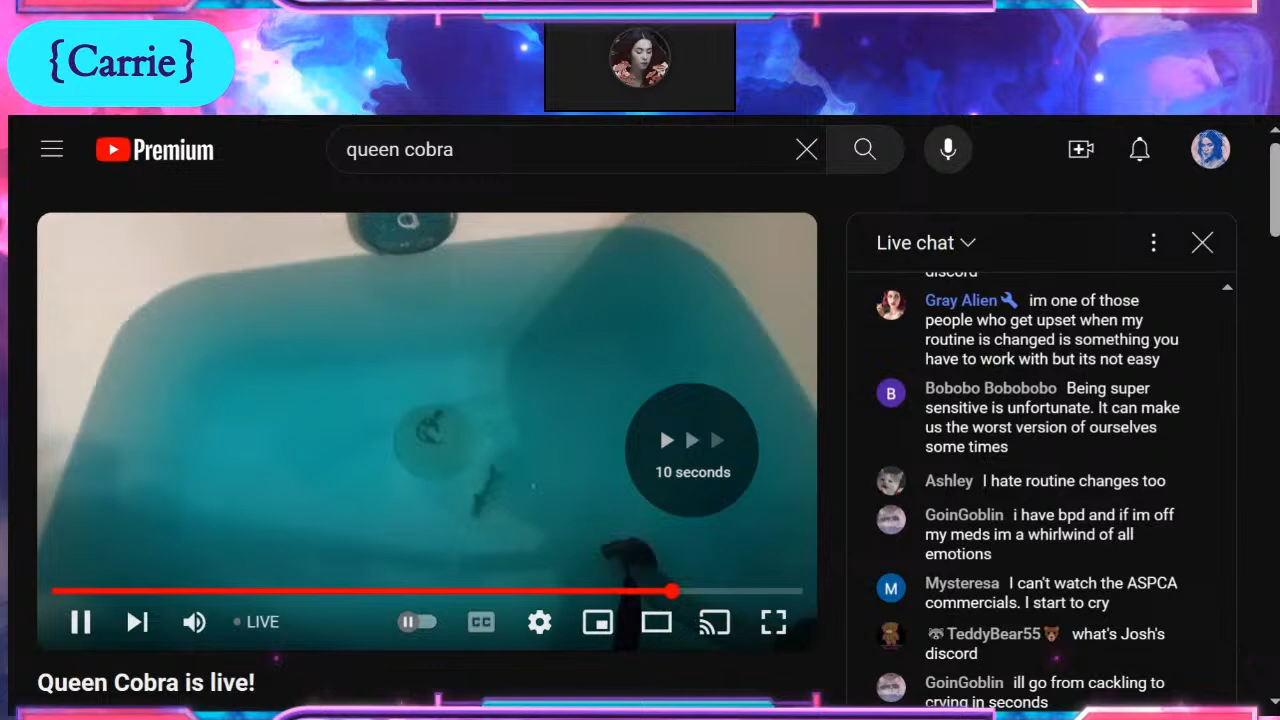 {Carrie}
Premium
queen cobra
Live chat
discord
Gray Alien im one of those
people who get upset when my
routine is changed is something you
have to work with but its not easy
B
Bobobo Bobobobo Being super
sensitive is unfortunate. It can make
us the worst version of ourselves
some times
Ashley I hate routine changes too
GoinGoblin i have bpd and if im off
my meds im a whirlwind of all
emotions
M
Mysteresa I can't watch the ASPCA
commercials. I start to cry
🦝TeddyBear55🐻 what's Josh's
discord
GoinGoblin ill go from cackling to
crying in seconds
10 seconds
LIVE
CC
Queen Cobra is live!